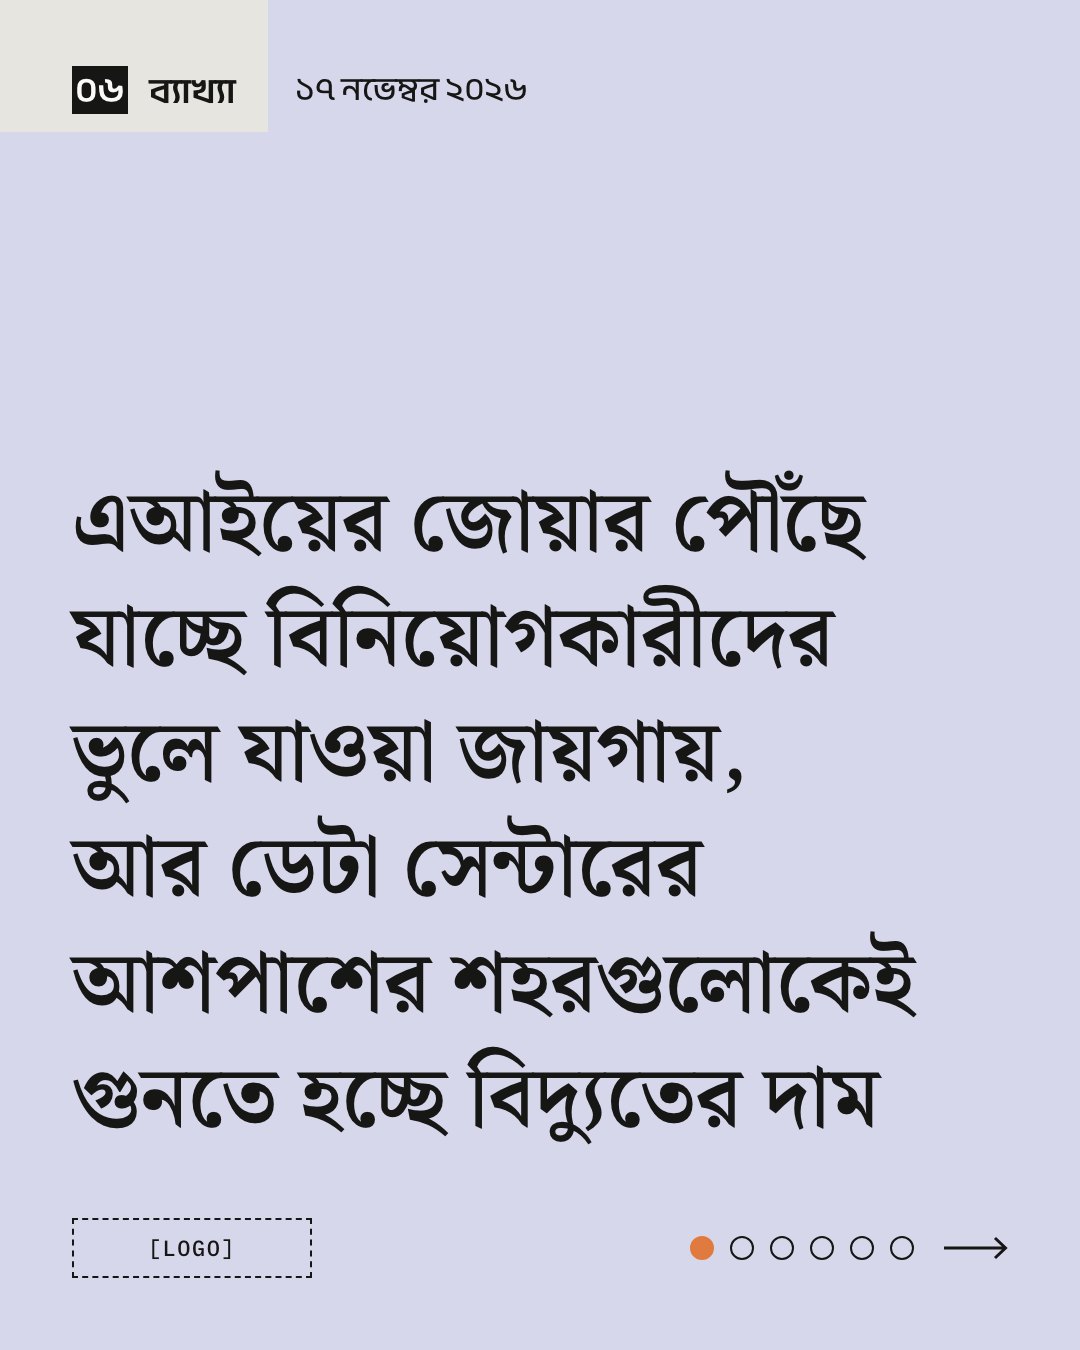 ০৬ ব্যাখ্যা ১৭ নভেম্বর ২০২৬
এআইয়ের জোয়ার পৌঁছে
যাচ্ছে বিনিয়োগকারীদের
ভুলে যাওয়া জায়গায়,
আর ডেটা সেন্টারের
আশপাশের শহরগুলোকেই
গুনতে হচ্ছে বিদ্যুতের দাম
[LOGO]